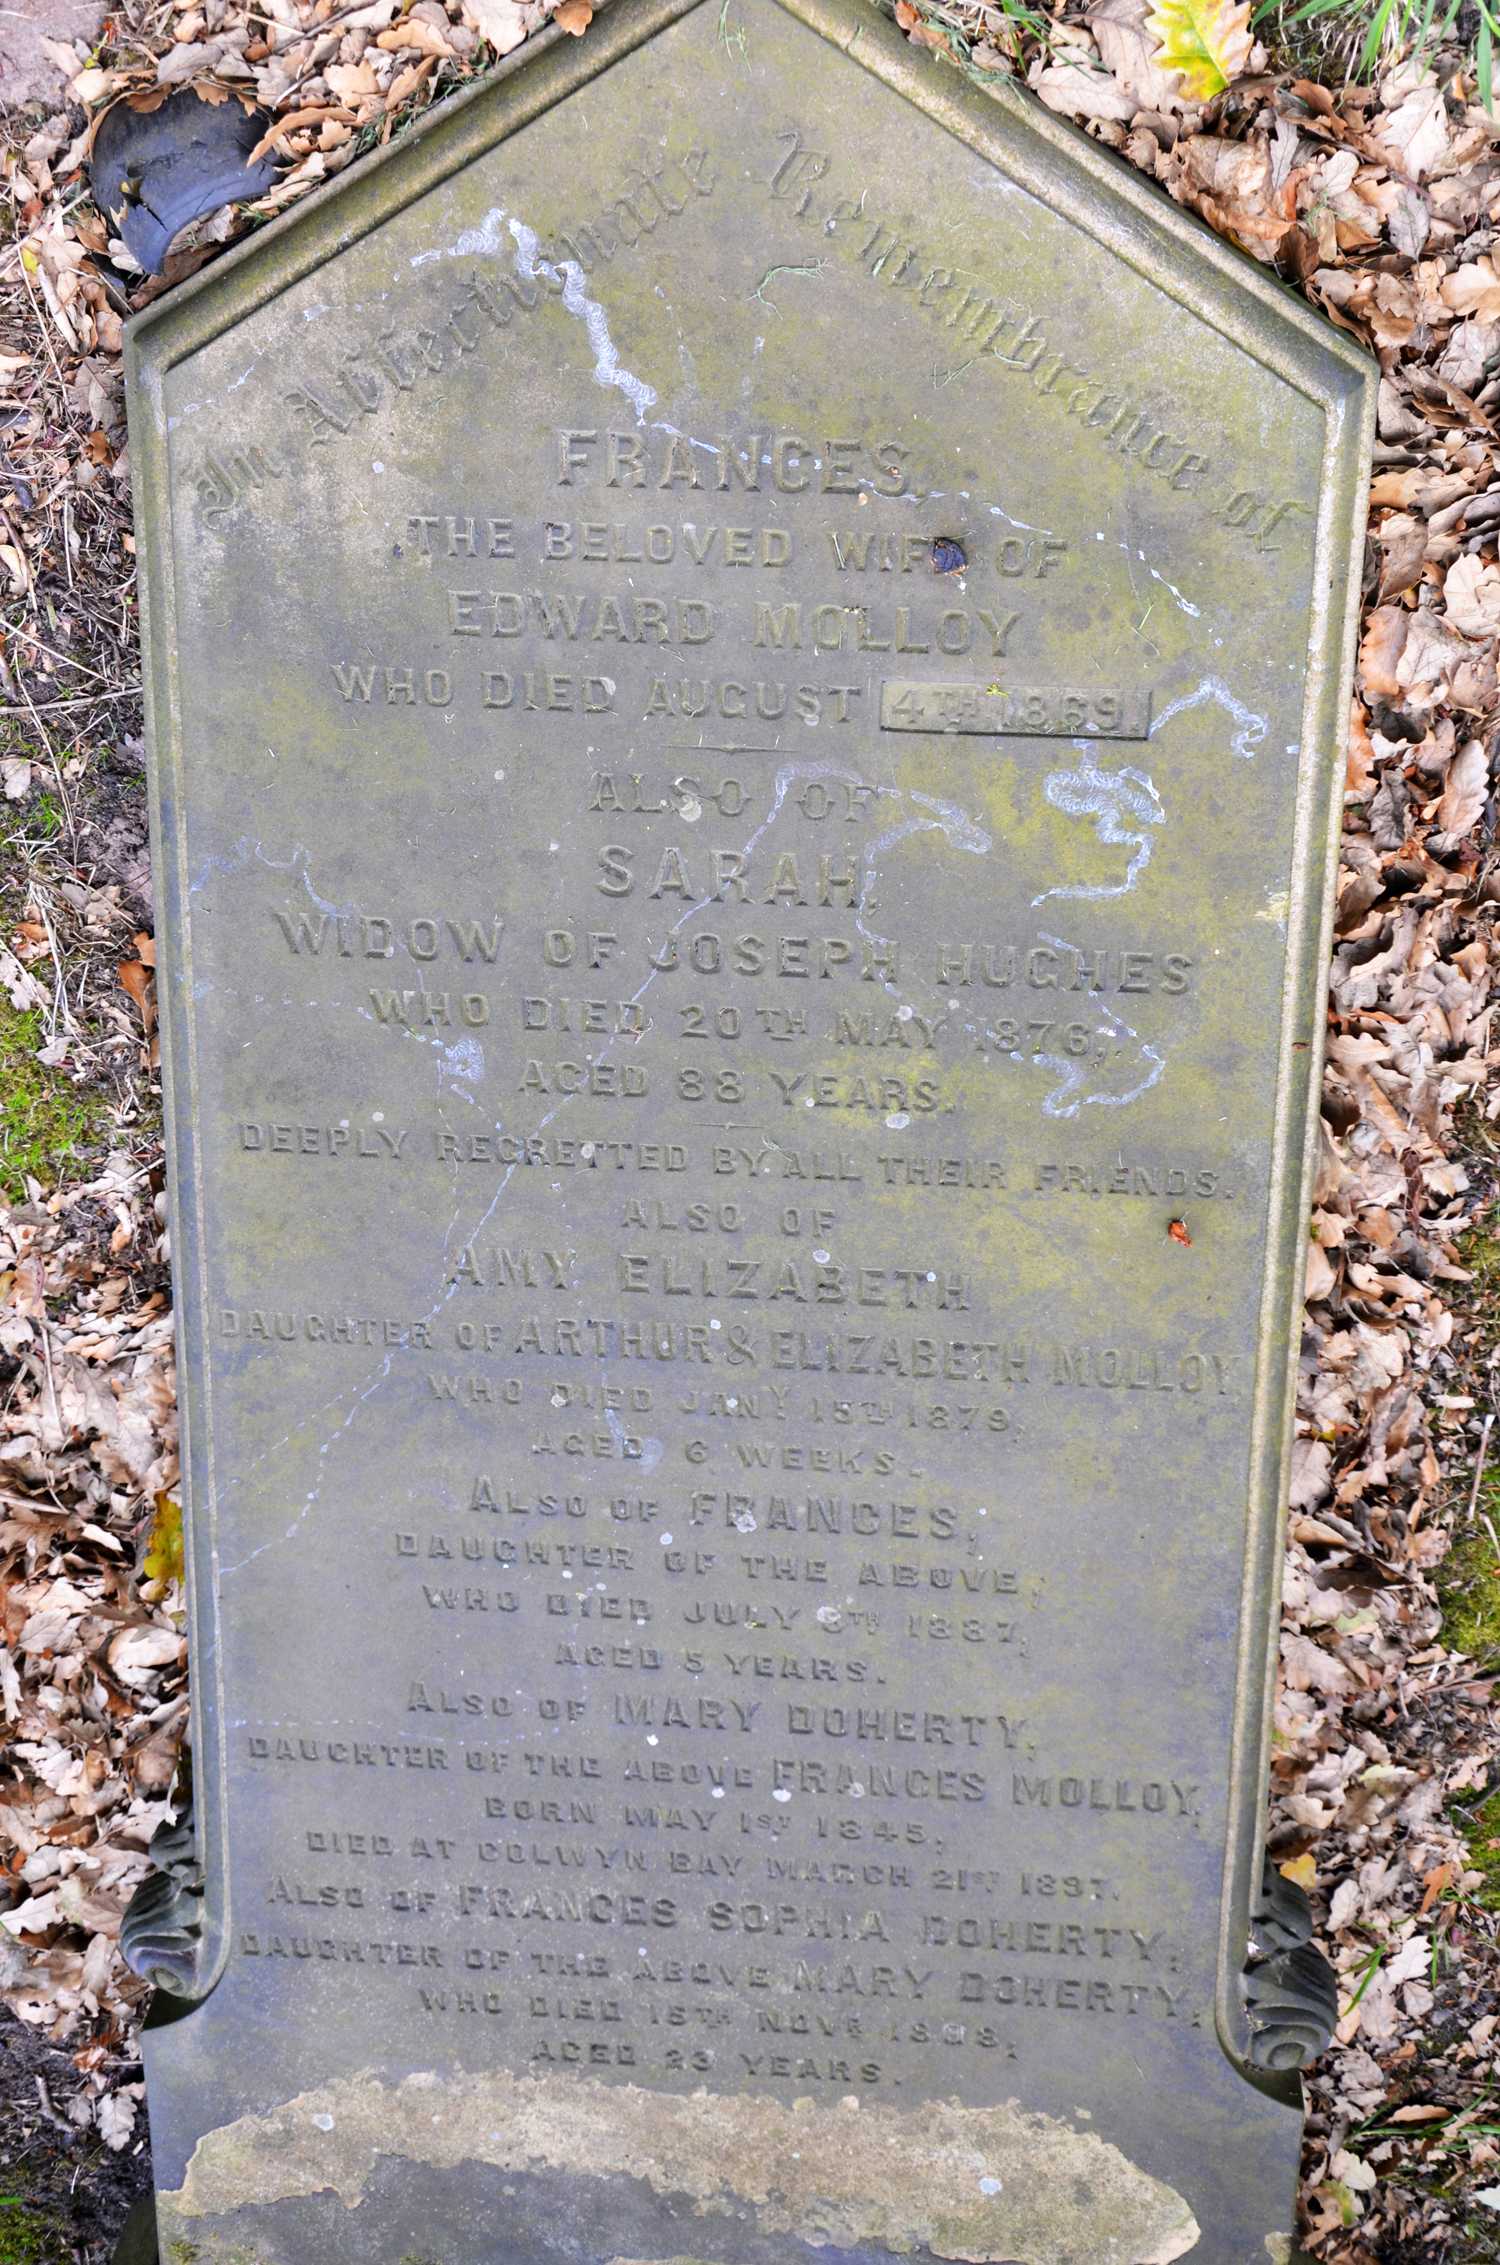 In Affectionate Remembrance of
FRANCES,
THE BELOVED WIFE OF
EDWARD MOLLOY
WHO DIED AUGUST 4TH 1869.
ALSO OF
SARAH,
WIDOW OF JOSEPH HUGHES
WHO DIED 20TH MAY 1876,
AGED 88 YEARS.
DEEPLY REGRETTED BY ALL THEIR FRIENDS.
ALSO OF
AMY ELIZABETH
DAUGHTER OF ARTHUR & ELIZABETH MOLLOY
WHO DIED JANY 15TH 1879,
AGED 6 WEEKS.
ALSO OF FRANCES,
DAUGHTER OF THE ABOVE,
WHO DIED JULY 1887,
AGED 5 YEARS.
ALSO OF MARY DOHERTY,
DAUGHTER OF THE ABOVE FRANCES MOLLOY,
BORN MAY 1ST 1845,
DIED AT COLWYN BAY MARCH 21ST 1897.
ALSO OF FRANCES SOPHIA DOHERTY,
DAUGHTER OF THE ABOVE MARY DOHERTY,
WHO DIED 15TH NOVR
AGED 23 YEARS.